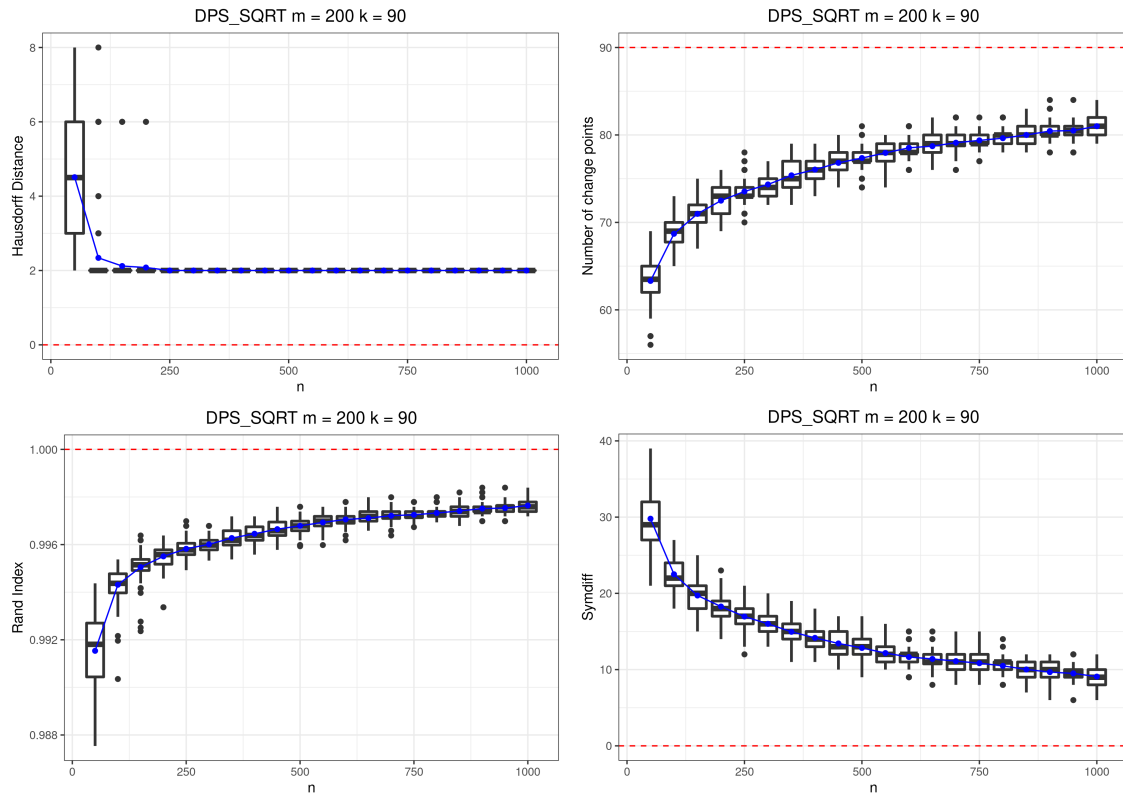 DPS_SQRT m = 200 k = 90
Hausdorff Distance
8
6
4
2
0
0 250 500 750 1000
n
DPS_SQRT m = 200 k = 90
Number of change points
90
80
70
60
0 250 500 750 1000
n
DPS_SQRT m = 200 k = 90
Rand Index
1.000
0.996
0.992
0.988
0 250 500 750 1000
n
DPS_SQRT m = 200 k = 90
Symdiff
40
30
20
10
0
0 250 500 750 1000
n